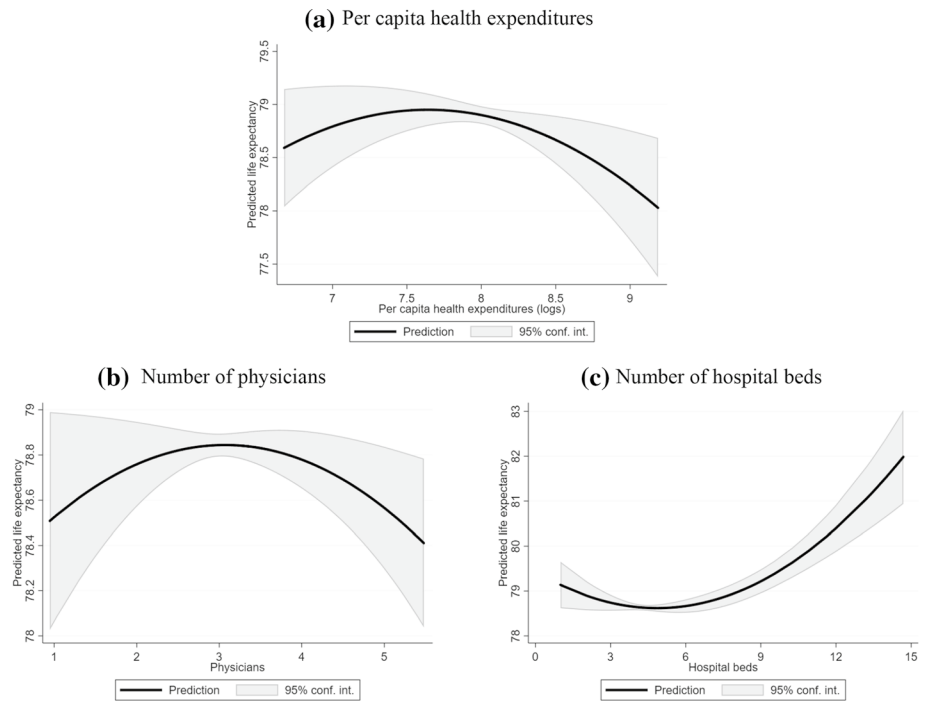 (a) Per capita health expenditures
Predicted life expectancy
79.5
79
78.5
78
77.5
7
7.5
8
8.5
9
Per capita health expenditures (logs)
Prediction
95% conf. int.
(b) Number of physicians
Predicted life expectancy
79
78.8
78.6
78.4
78.2
78
1
2
3
4
5
Physicians
Prediction
95% conf. int.
(c) Number of hospital beds
Predicted life expectancy
83
82
81
80
79
78
0
3
6
9
12
15
Hospital beds
Prediction
95% conf. int.